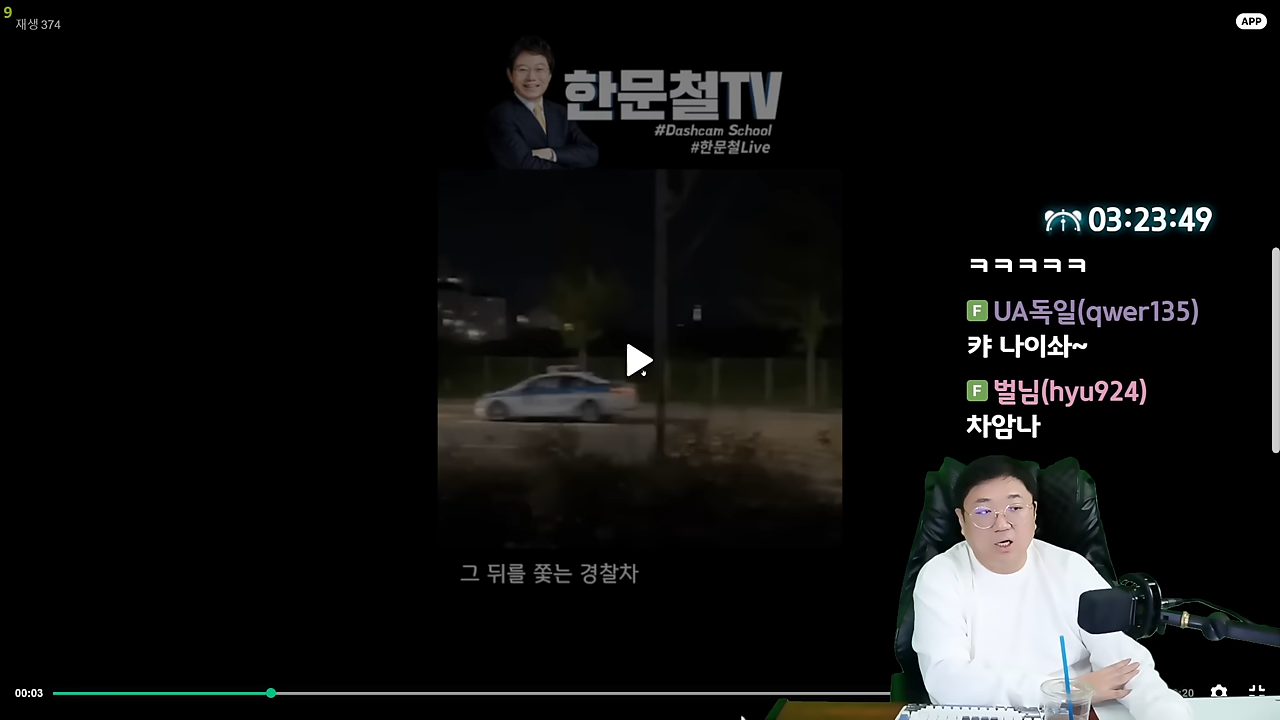 9
재생 374
APP
한문철TV
#Dashcam School
#한문철Live
03:23:49
ㅋㅋㅋㅋㅋ
F UA독일(qwer135)
캬 나이솨~
F 벌님(hyu924)
차암나
그 뒤를 쫓는 경찰차
00:03
:20